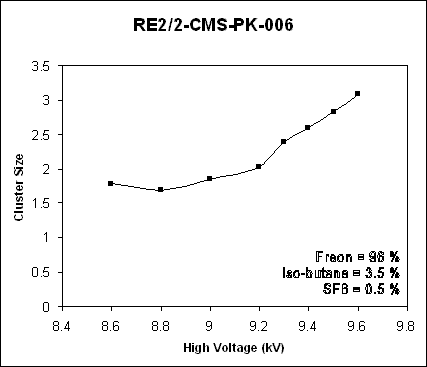 RE2/2-CMS-PK-006
3.5
3
2.5
2
1.5
1
0.5
0
Cluster Size
Freon = 96 %
Iso-butane = 3.5 %
SF6 = 0.5 %
8.4 8.6 8.8 9 9.2 9.4 9.6 9.8
High Voltage (kV)